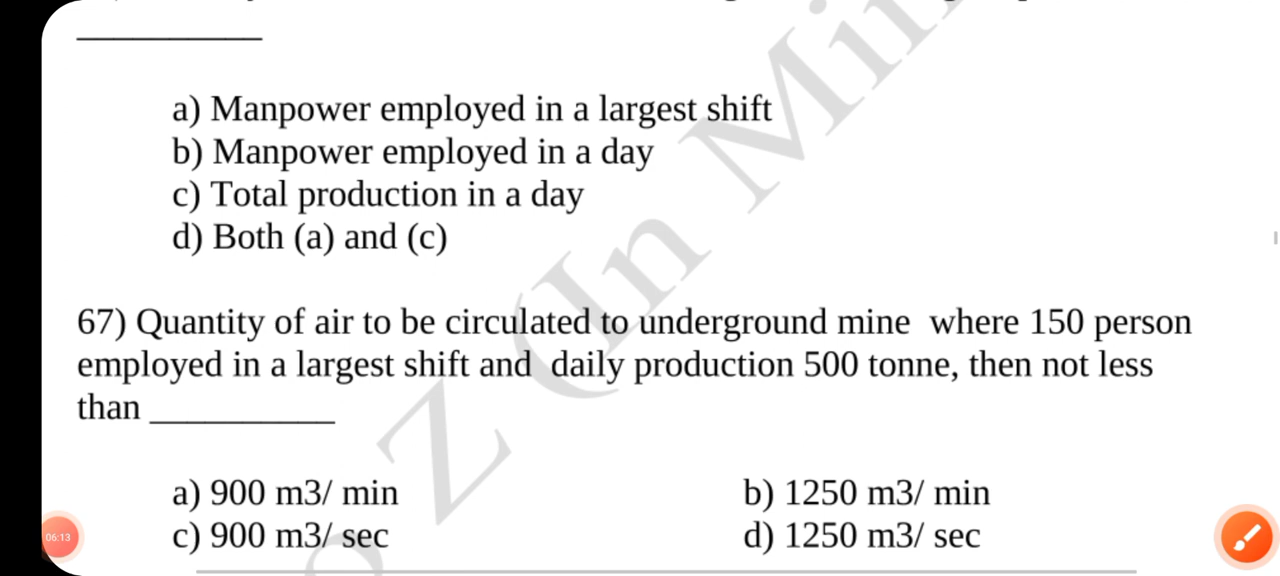 a) Manpower employed in a largest shift
b) Manpower employed in a day
c) Total production in a day
d) Both (a) and (c)
67) Quantity of air to be circulated to underground mine where 150 person
employed in a largest shift and daily production 500 tonne, then not less
than __________
a) 900 m3/ min b) 1250 m3/ min
c) 900 m3/ sec d) 1250 m3/ sec
06:13
Z (In Min